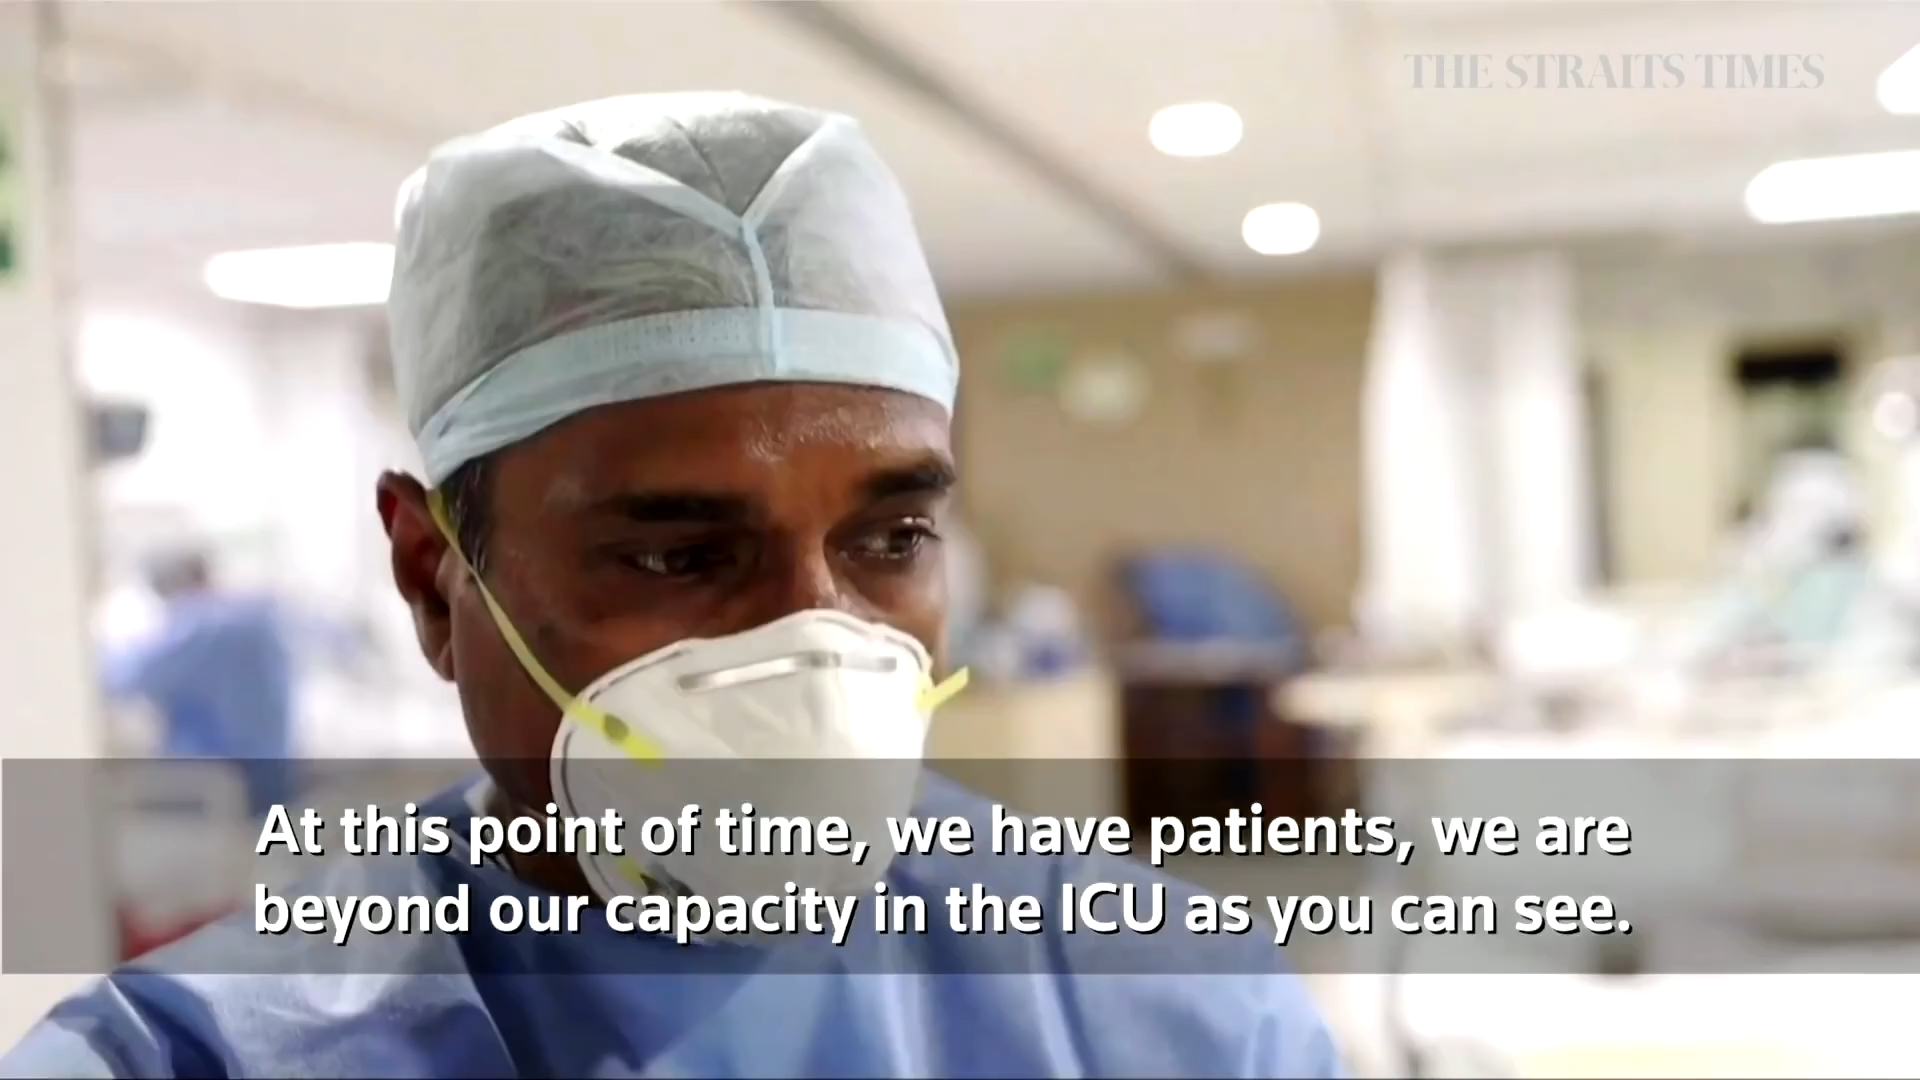 THE STRAITS TIMES
At this point of time, we have patients, we are
beyond our capacity in the ICU as you can see.